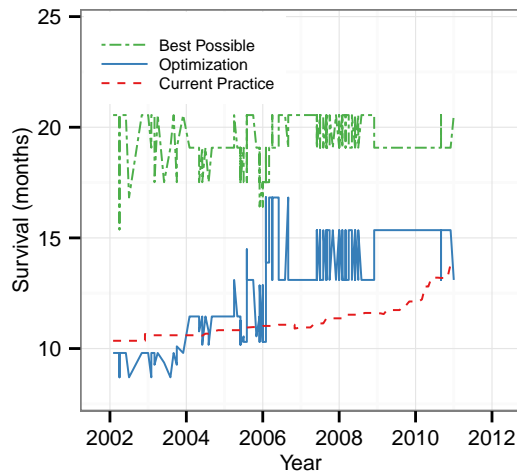 25
20
15
10
Survival (months)
Best Possible
Optimization
Current Practice
2002 2004 2006 2008 2010 2012
Year